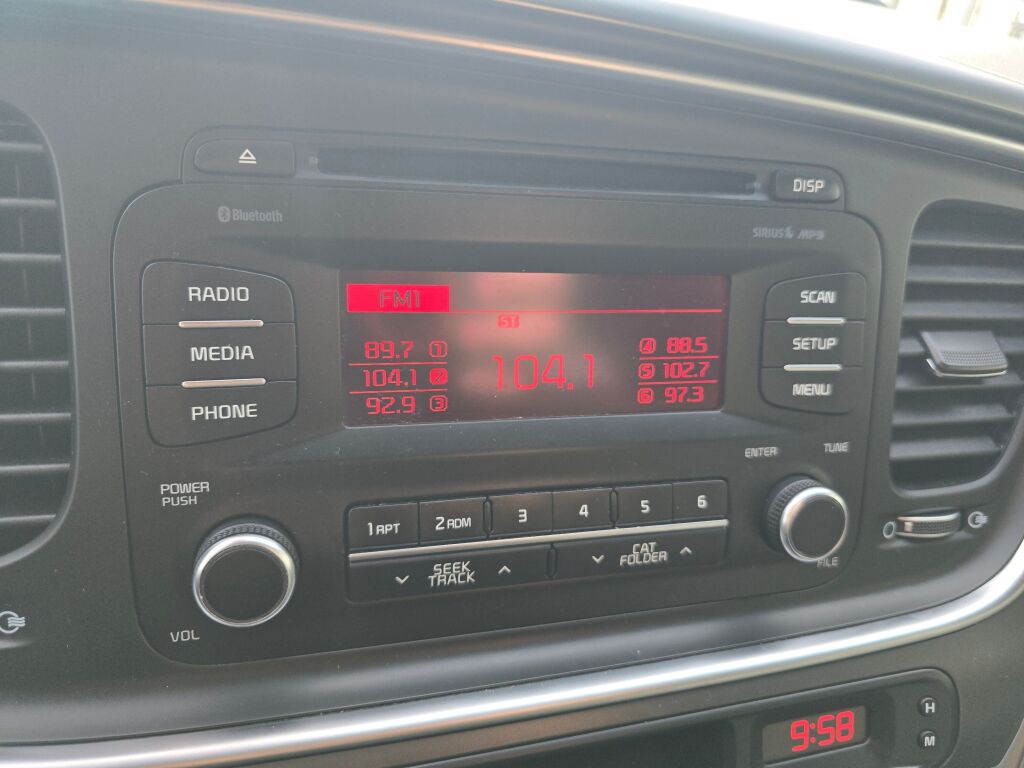 DISP
Bluetooth
SIRIUS MP3
RADIO
MEDIA
PHONE
FM1
ST
89.7 1
104.1 2
92.9 3
104.1
4 88.5
5 102.7
6 97.3
SCAN
SETUP
MENU
POWER
PUSH
VOL
1 RPT
2 RDM
3
4
5
6
SEEK
TRACK
CAT
FOLDER
ENTER
TUNE
FILE
9:58
H
M